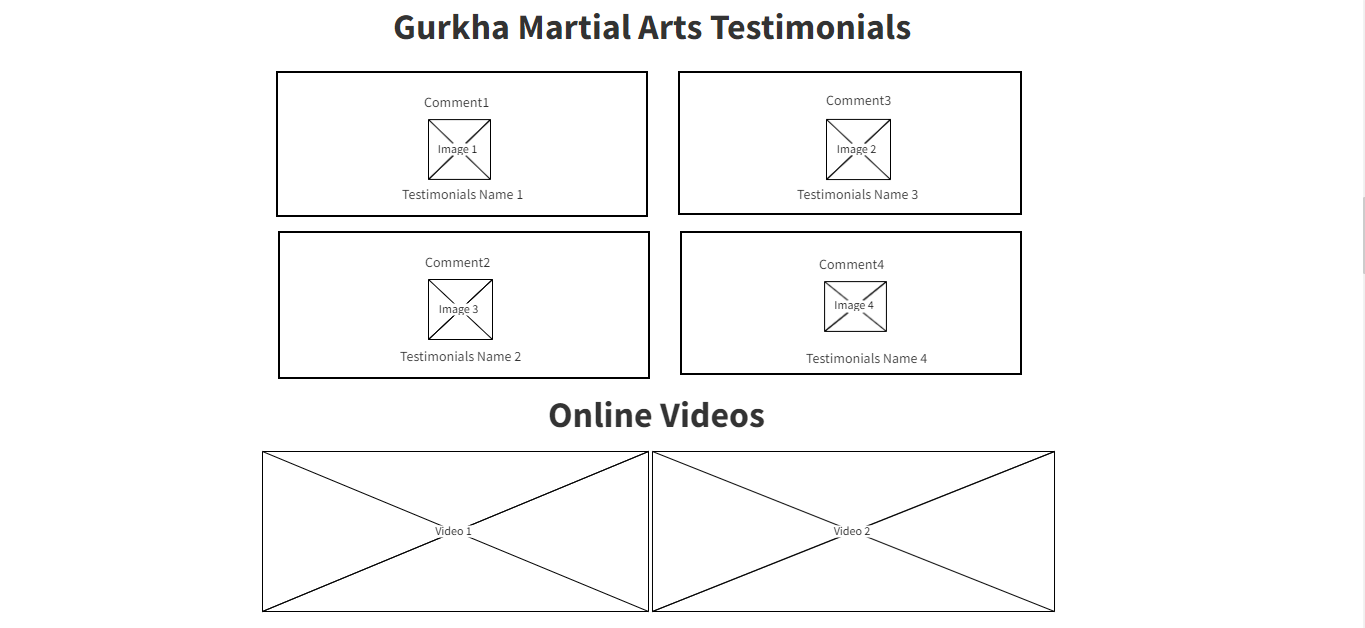 Gurkha Martial Arts Testimonials
Comment1
Image 1
Testimonials Name 1
Comment3
Image 2
Testimonials Name 3
Comment2
Image 3
Testimonials Name 2
Comment4
Image 4
Testimonials Name 4
Online Videos
Video 1
Video 2